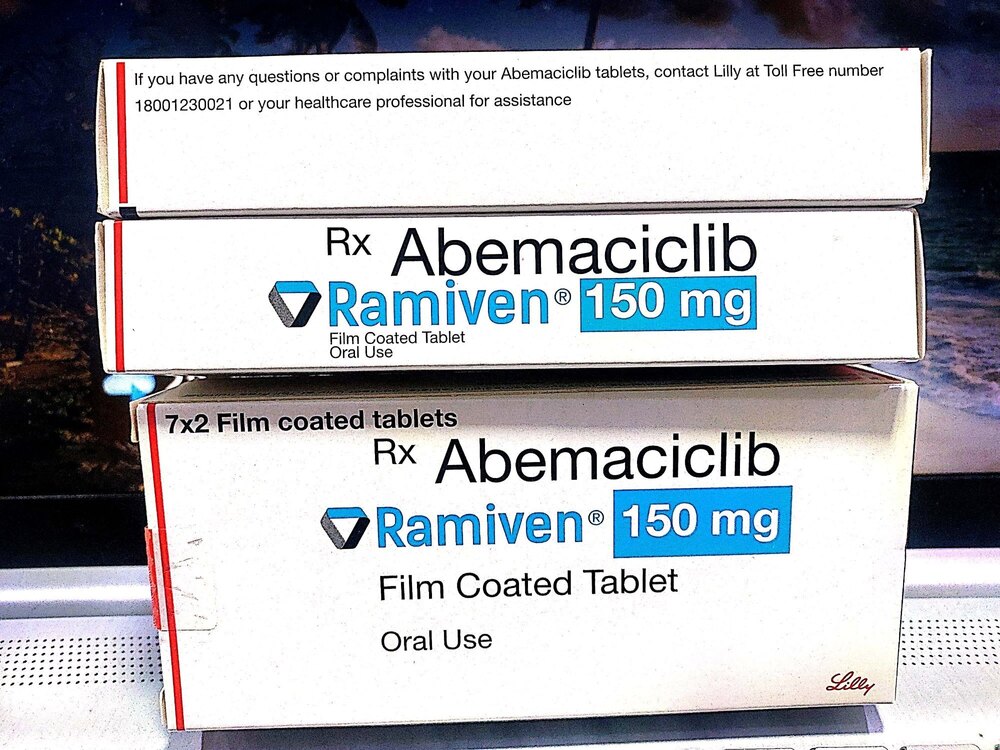 If you have any questions or complaints with your Abemaciclib tablets, contact Lilly at Toll Free number
18001230021 or your healthcare professional for assistance
Rx Abemaciclib
Ramiven® 150 mg
Film Coated Tablet
Oral Use
7x2 Film coated tablets
Rx Abemaciclib
Ramiven® 150 mg
Film Coated Tablet
Oral Use
Lilly